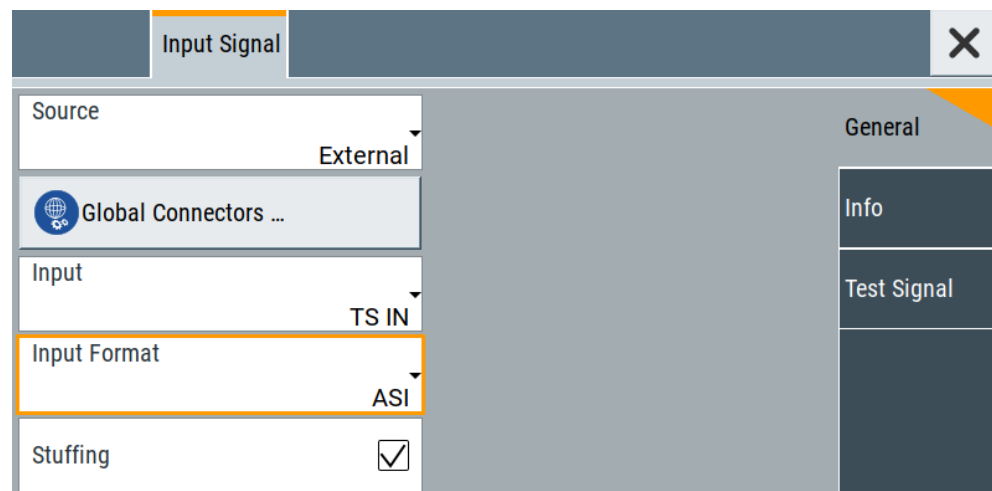 Input Signal
Source
External
Global Connectors ...
Input
TS IN
Input Format
ASI
Stuffing
General
Info
Test Signal